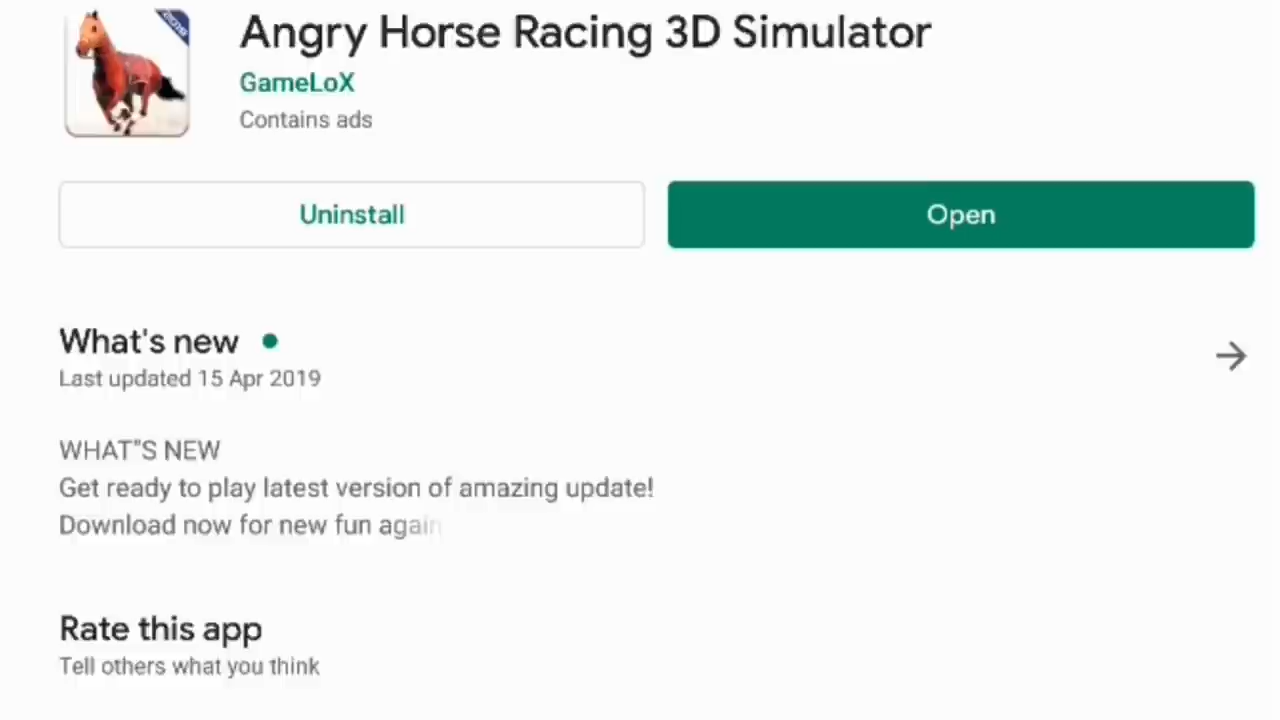 Angry Horse Racing 3D Simulator
GameLoX
Contains ads
Uninstall
Open
What's new
Last updated 15 Apr 2019
WHAT"S NEW
Get ready to play latest version of amazing update!
Download now for new fun again
Rate this app
Tell others what you think